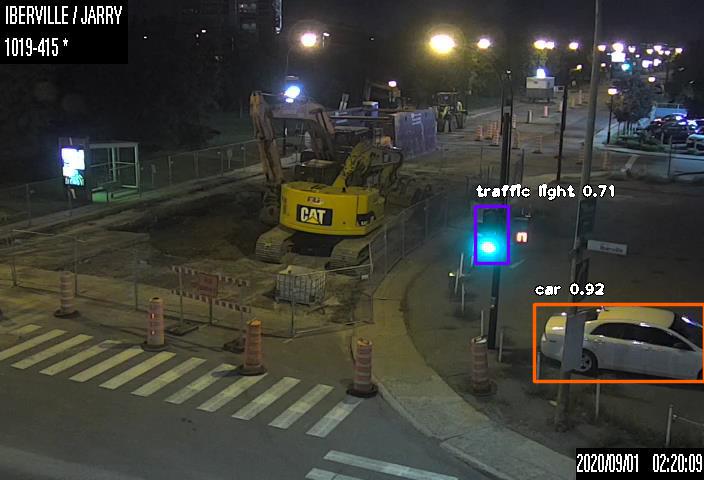 IBERVILLE / JARRY
1019-415 *
traffic light 0.71
CAT
car 0.92
2020/09/01 02:20:09